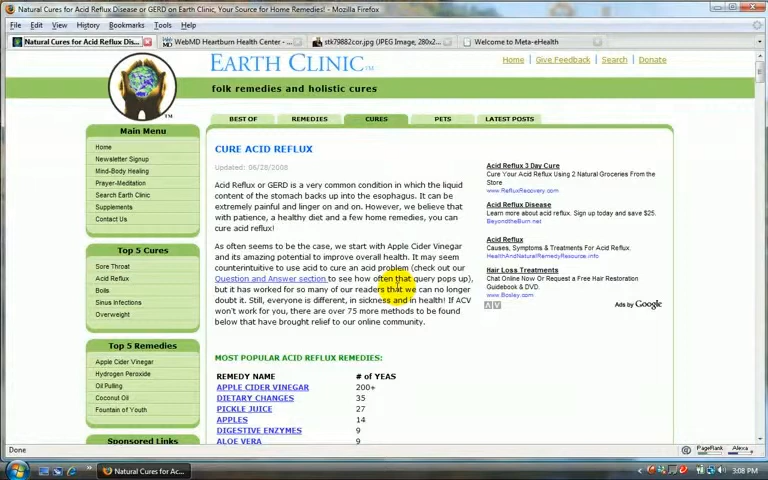 Natural Cures for Acid Reflux Disease or GERD on Earth Clinic, Your Source for Home Remedies! - Mozilla Firefox
File Edit View History Bookmarks Tools Help
Natural Cures for Acid Reflux Dis...
WebMD Heartburn Health Center - ...
stk79882cor.jpg (JPEG Image, 280x2...
Welcome to Meta-eHealth
EARTH CLINIC™
Home Give Feedback Search Donate
folk remedies and holistic cures
BEST OF REMEDIES CURES PETS LATEST POSTS
Main Menu
Home
Newsletter Signup
Mind-Body Healing
Prayer-Meditation
Search Earth Clinic
Supplements
Contact Us
Top 5 Cures
Sore Throat
Acid Reflux
Boils
Sinus Infections
Overweight
Top 5 Remedies
Apple Cider Vinegar
Hydrogen Peroxide
Oil Pulling
Coconut Oil
Fountain of Youth
Sponsored Links
CURE ACID REFLUX
Updated: 06/28/2008
Acid Reflux or GERD is a very common condition in which the liquid
content of the stomach backs up into the esophagus. It can be
extremely painful and linger on and on. However, we believe that
with patience, a healthy diet and a few home remedies, you can
cure acid reflux!
As often seems to be the case, we start with Apple Cider Vinegar
and its amazing potential to improve overall health. It may seem
counterintuitive to use acid to cure an acid problem (check out our
Question and Answer section to see how often that query pops up),
but it has worked for so many of our readers that we can no longer
doubt it. Still, everyone is different, in sickness and in health! If ACV
won't work for you, there are over 75 more methods to be found
below that have brought relief to our online community.
MOST POPULAR ACID REFLUX REMEDIES:
REMEDY NAME # of YEAS
APPLE CIDER VINEGAR 200+
DIETARY CHANGES 35
PICKLE JUICE 27
APPLES 14
DIGESTIVE ENZYMES 9
ALOE VERA 9
Acid Reflux 3 Day Cure
Cure Your Acid Reflux Using 2 Natural Groceries From the
Store
www.RefluxRecovery.com
Acid Reflux Disease
Learn more about acid reflux. Sign up today and save $25.
BeyondtheBurn.net
Acid Reflux
Causes, Symptoms & Treatments For Acid Reflux
HealthAndNaturalRemedyResource.info
Hair Loss Treatments
Chat Online Now Or Request a Free Hair Restoration
Guidebook & DVD.
www.Bosley.com
Ads by Google
Done
PageRank Alexa
Natural Cures for Ac...
3:08 PM